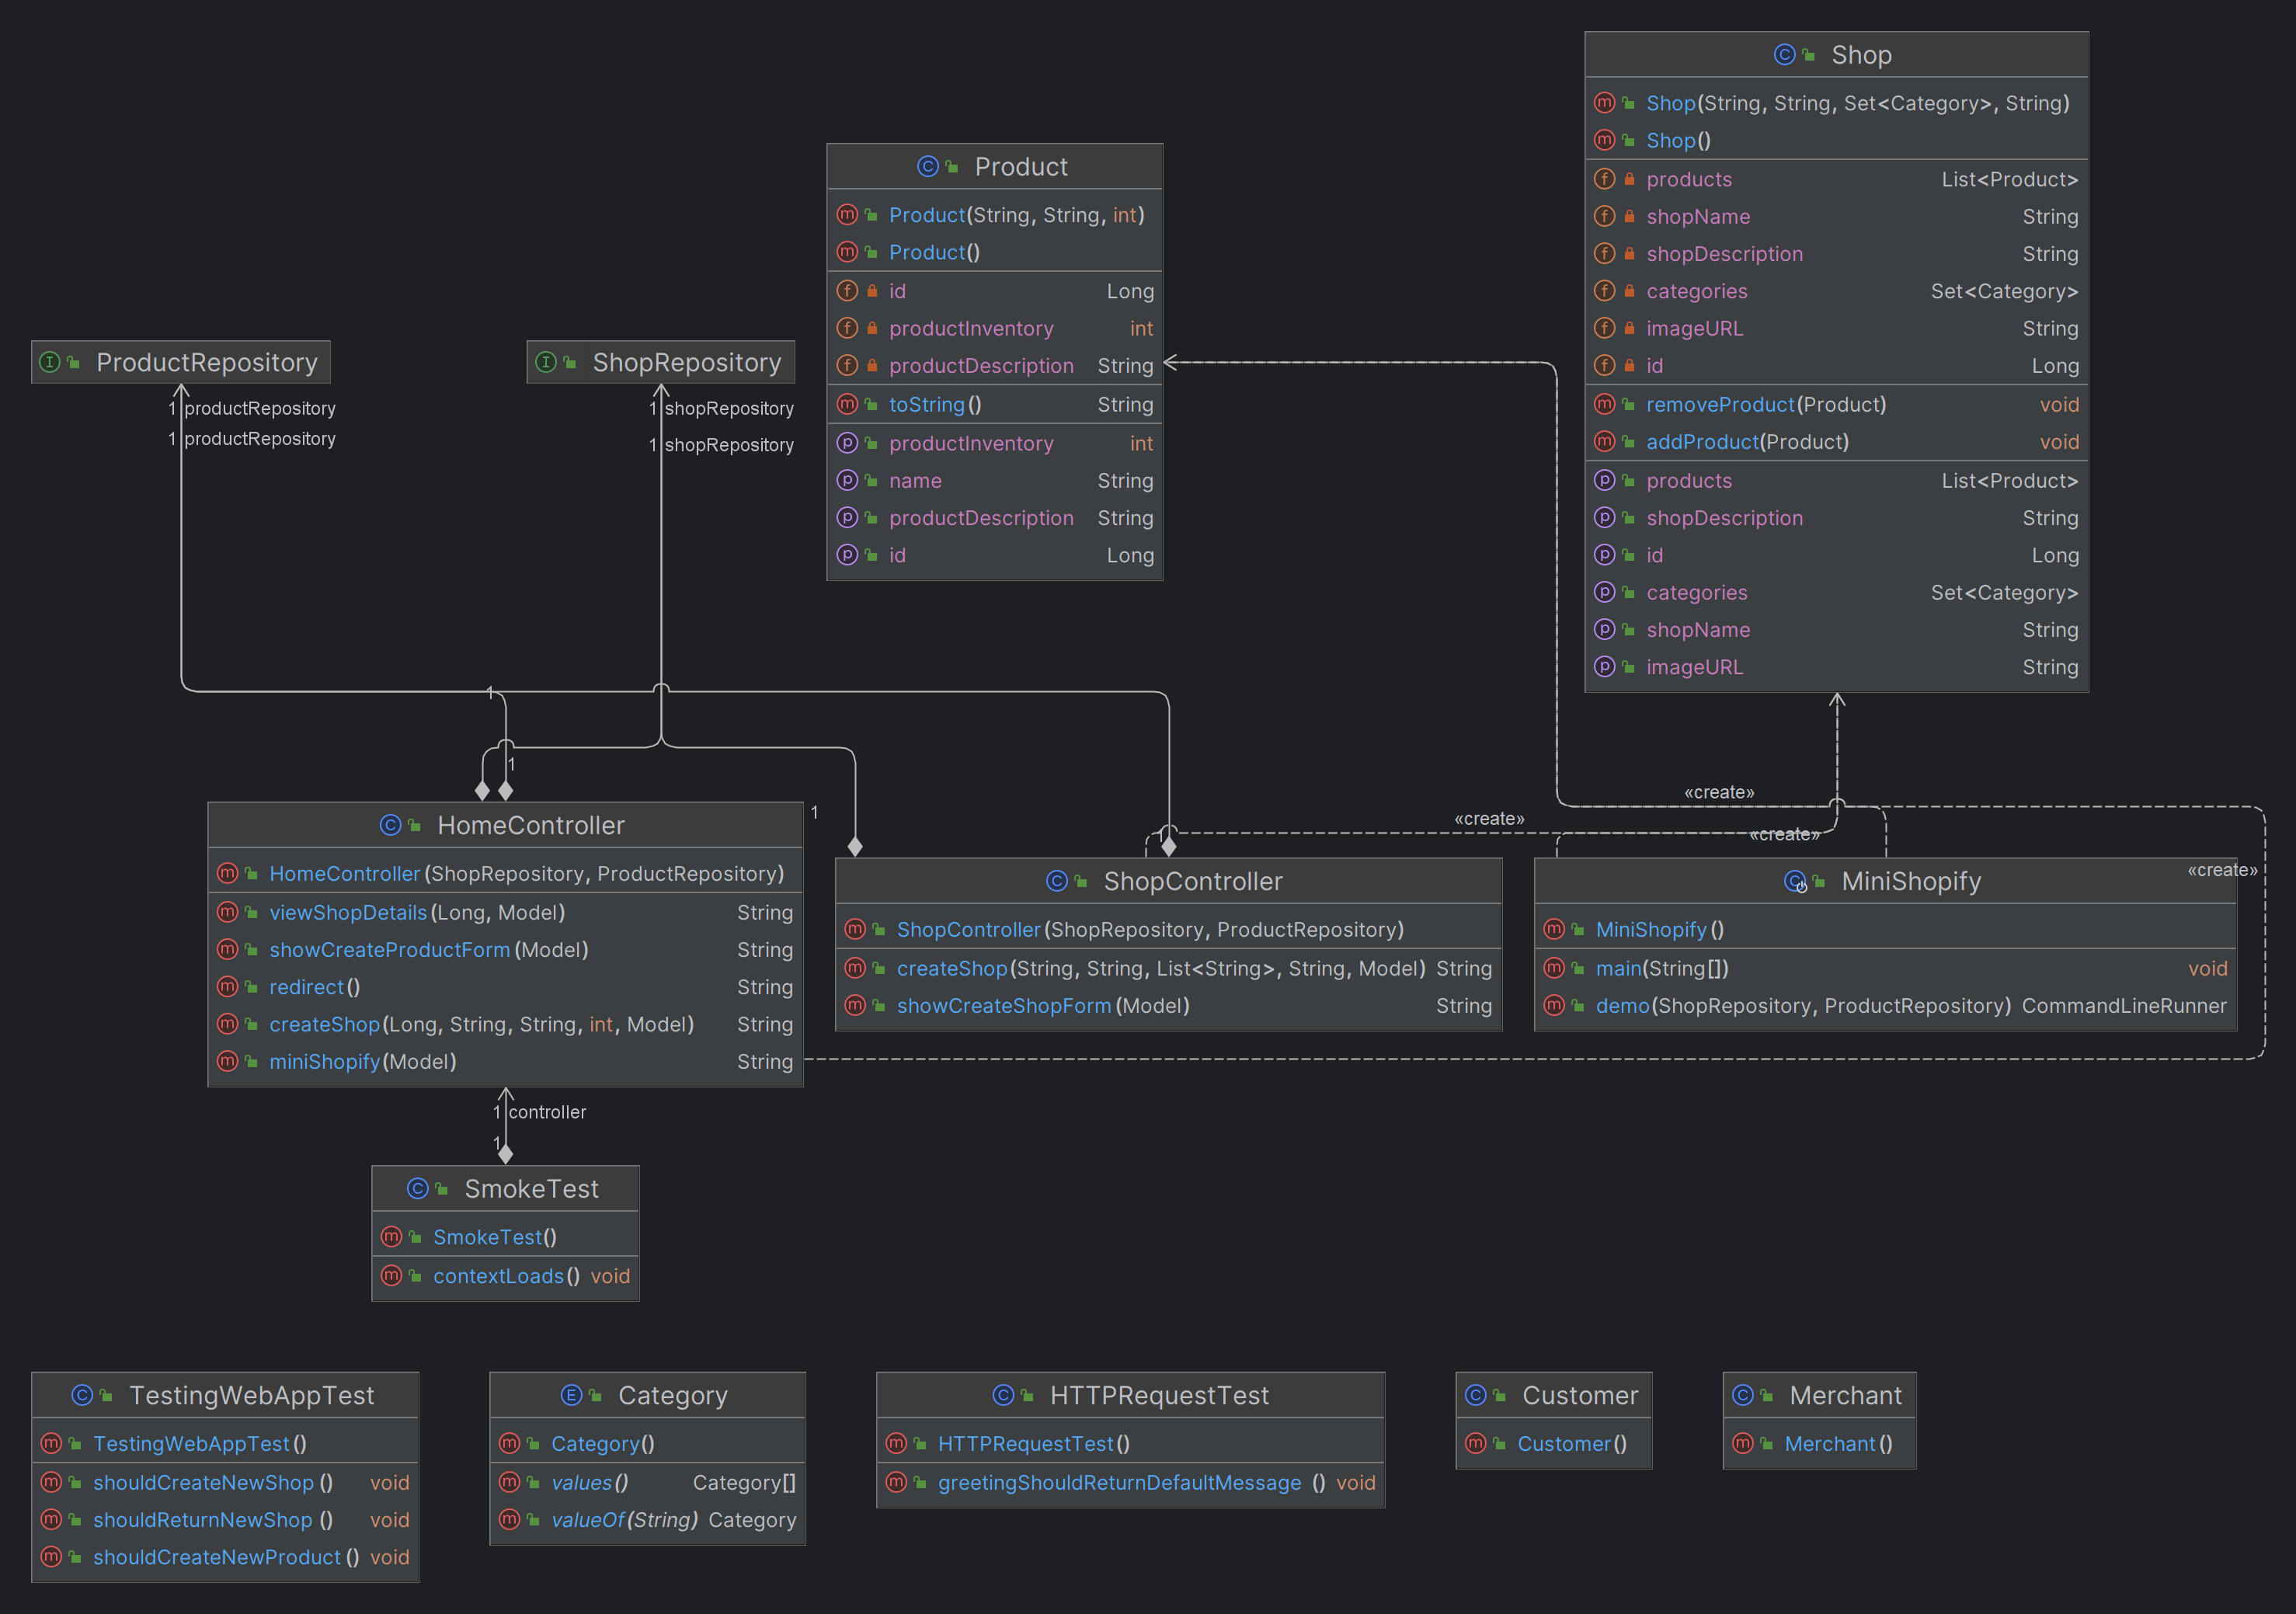 Shop
Shop(String, String, Set<Category>, String)
Shop()
products List<Product>
shopName String
shopDescription String
categories Set<Category>
imageURL String
id Long
removeProduct(Product) void
addProduct(Product) void
products List<Product>
shopDescription String
id Long
categories Set<Category>
shopName String
imageURL String
Product
Product(String, String, int)
Product()
id Long
productInventory int
productDescription String
toString() String
productInventory int
name String
productDescription String
id Long
ProductRepository
1 productRepository
1 productRepository
ShopRepository
1 shopRepository
1 shopRepository
1
1
1
1
«create»
«create»
«create»
«create»
HomeController
HomeController(ShopRepository, ProductRepository)
viewShopDetails(Long, Model) String
showCreateProductForm(Model) String
redirect() String
createShop(Long, String, String, int, Model) String
miniShopify(Model) String
ShopController
ShopController(ShopRepository, ProductRepository)
createShop(String, String, List<String>, String, Model) String
showCreateShopForm(Model) String
MiniShopify
MiniShopify()
main(String[]) void
demo(ShopRepository, ProductRepository) CommandLineRunner
1 controller
1
SmokeTest
SmokeTest()
contextLoads() void
TestingWebAppTest
TestingWebAppTest()
shouldCreateNewShop () void
shouldReturnNewShop () void
shouldCreateNewProduct () void
Category
Category()
values() Category[]
valueOf(String) Category
HTTPRequestTest
HTTPRequestTest()
greetingShouldReturnDefaultMessage () void
Customer
Customer()
Merchant
Merchant()